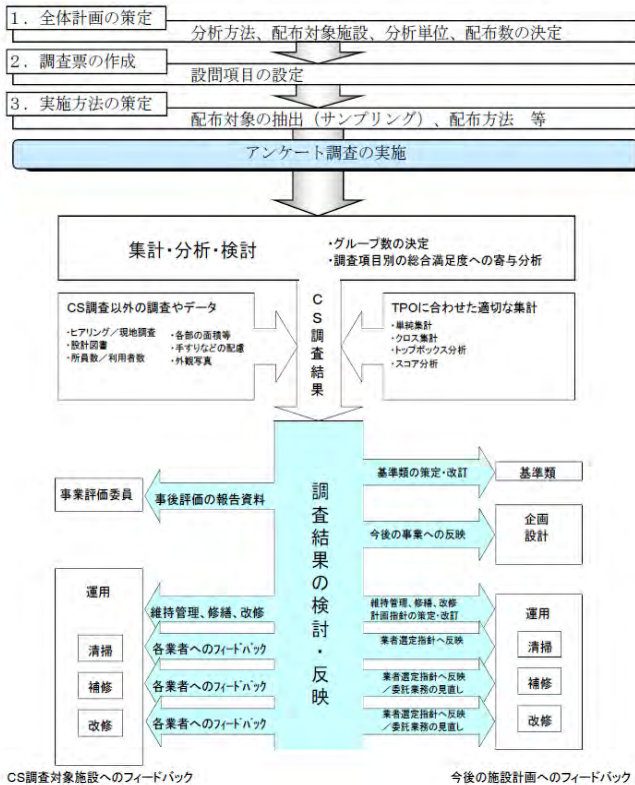 1．全体計画の策定
分析方法、配布対象施設、分析単位、配布数の決定
2．調査票の作成
設問項目の設定
3．実施方法の策定
配布対象の抽出（サンプリング）、配布方法　等
アンケート調査の実施
集計・分析・検討
・グループ数の決定
・調査項目別の総合満足度への寄与分析
CS調査以外の調査やデータ
・ヒアリング／現地調査
・設計図書
・所員数／利用者数
・各部の面積等
・手すりなどの配慮
・外観写真
CS調査結果
TPOに合わせた適切な集計
・単純集計
・クロス集計
・トップボックス分析
・スコア分析
調査結果の検討・反映
事業評価委員
事後評価の報告資料
基準類の策定・改訂
基準類
今後の事業への反映
企画
設計
運用
維持管理、修繕、改修
清掃
各業者へのフィードバック
補修
各業者へのフィードバック
改修
各業者へのフィードバック
維持管理、修繕、改修
計画指針の策定・改訂
運用
業者選定指針へ反映
清掃
業者選定指針へ反映
／委託業務の見直し
補修
業者選定指針へ反映
／委託業務の見直し
改修
CS調査対象施設へのフィードバック
今後の施設計画へのフィードバック